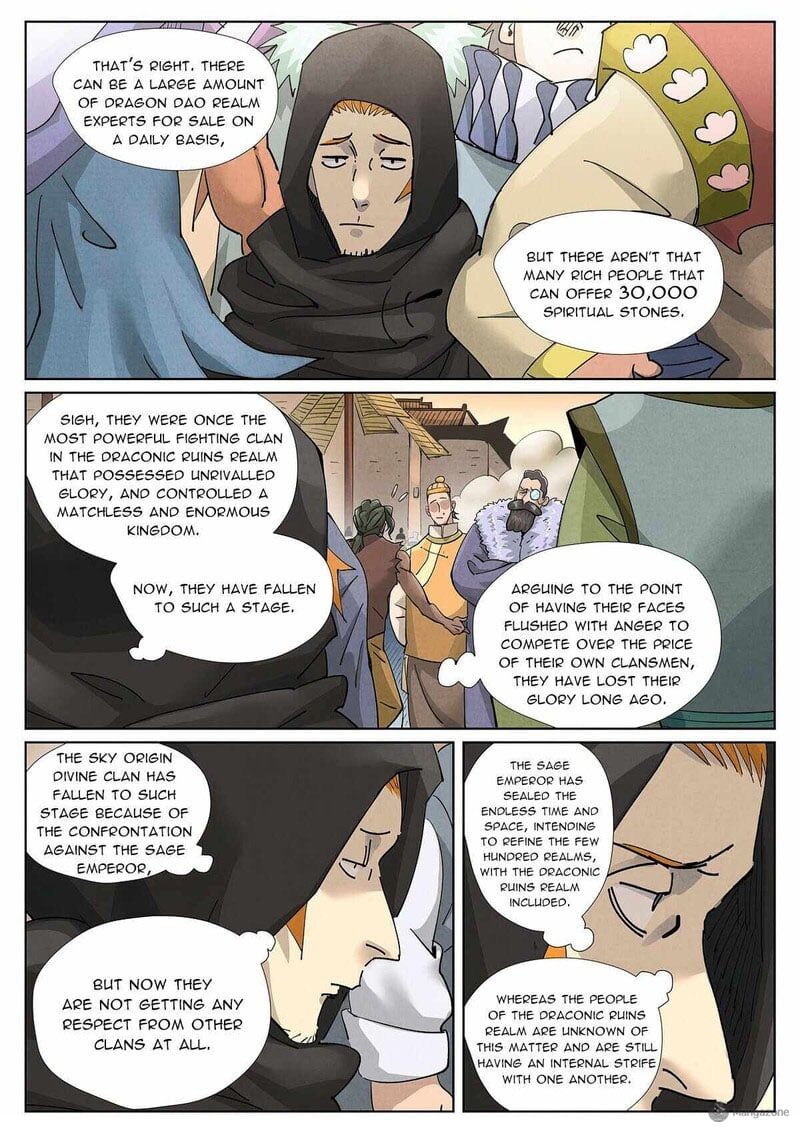 THAT'S RIGHT. THERE
CAN BE A LARGE AMOUNT
OF DRAGON DAO REALM
EXPERTS FOR SALE ON
A DAILY BASIS,
BUT THERE AREN'T THAT
MANY RICH PEOPLE THAT
CAN OFFER 30,000
SPIRITUAL STONES.
SIGH, THEY WERE ONCE THE
MOST POWERFUL FIGHTING CLAN
IN THE DRACONIC RUINS REALM
THAT POSSESSED UNRIVALLED
GLORY, AND CONTROLLED A
MATCHLESS AND ENORMOUS
KINGDOM.
NOW, THEY HAVE FALLEN
TO SUCH A STAGE.
ARGUING TO THE POINT
OF HAVING THEIR FACES
FLUSHED WITH ANGER TO
COMPETE OVER THE PRICE
OF THEIR OWN CLANSMEN,
THEY HAVE LOST THEIR
GLORY LONG AGO.
THE SKY ORIGIN
DIVINE CLAN HAS
FALLEN TO SUCH
STAGE BECAUSE OF
THE CONFRONTATION
AGAINST THE SAGE
EMPEROR,
BUT NOW THEY
ARE NOT GETTING ANY
RESPECT FROM OTHER
CLANS AT ALL.
THE SAGE
EMPEROR HAS
SEALED THE
ENDLESS TIME AND
SPACE, INTENDING
TO REFINE THE FEW
HUNDRED REALMS,
WITH THE DRACONIC
RUINS REALM
INCLUDED.
WHEREAS THE PEOPLE
OF THE DRACONIC RUINS
REALM ARE UNKNOWN OF
THIS MATTER AND ARE STILL
HAVING AN INTERNAL STRIFE
WITH ONE ANOTHER.
Mangazone